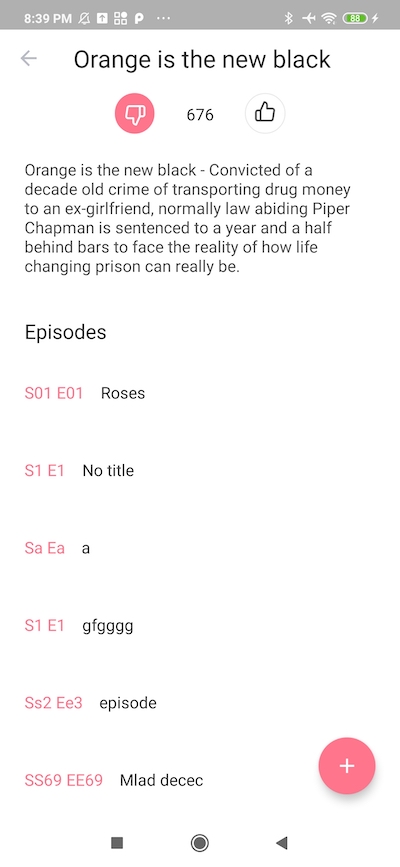 8:39 PM
88
Orange is the new black
676
Orange is the new black - Convicted of a
decade old crime of transporting drug money
to an ex-girlfriend, normally law abiding Piper
Chapman is sentenced to a year and a half
behind bars to face the reality of how life
changing prison can really be.
Episodes
S01 E01 Roses
S1 E1 No title
Sa Ea a
S1 E1 gfgggg
Ss2 Ee3 episode
SS69 EE69 Mlad decec